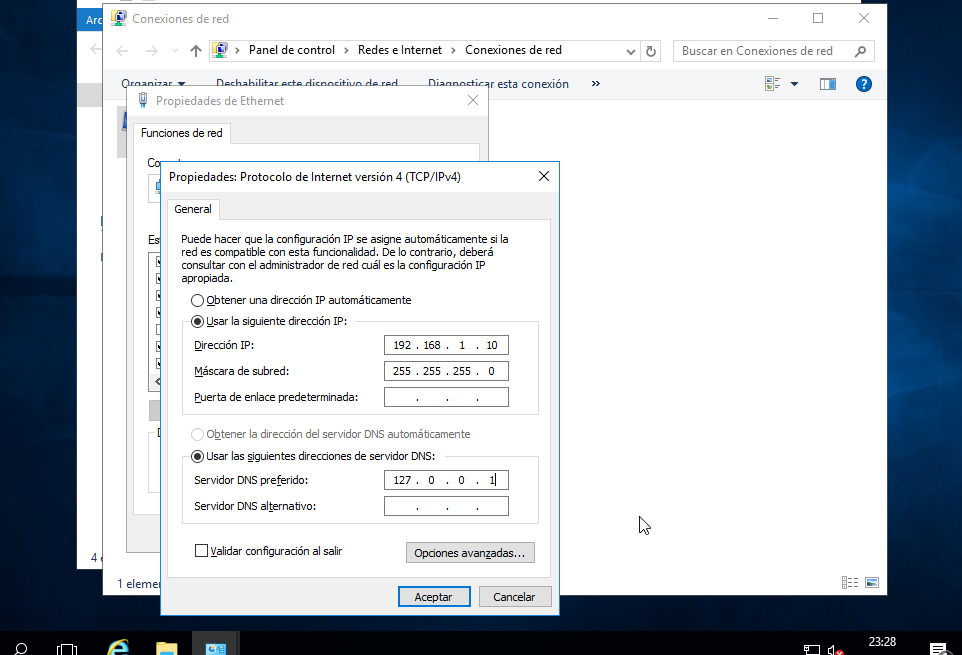 Arc
Conexiones de red
Panel de control > Redes e Internet > Conexiones de red
Buscar en Conexiones de red
Organizar
Deshabilitar este dispositivo de red
Diagnosticar esta conexión
»
?
Propiedades de Ethernet
Funciones de red
Propiedades: Protocolo de Internet versión 4 (TCP/IPv4)
General
Puede hacer que la configuración IP se asigne automáticamente si la
red es compatible con esta funcionalidad. De lo contrario, deberá
consultar con el administrador de red cuál es la configuración IP
apropiada.
Obtener una dirección IP automáticamente
Usar la siguiente dirección IP:
Dirección IP:
192 . 168 . 1 . 10
Máscara de subred:
255 . 255 . 255 . 0
Puerta de enlace predeterminada:
. . .
Obtener la dirección del servidor DNS automáticamente
Usar las siguientes direcciones de servidor DNS:
Servidor DNS preferido:
127 . 0 . 0 . 1
Servidor DNS alternativo:
. . .
Validar configuración al salir
Opciones avanzadas...
Aceptar
Cancelar
4 e
1 elemen
23:28